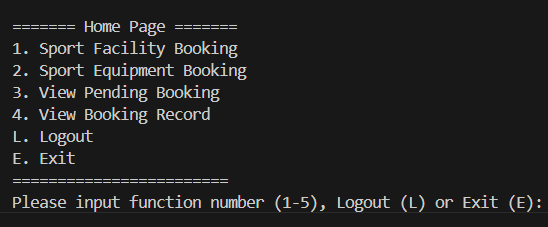 ======= Home Page =======
1. Sport Facility Booking
2. Sport Equipment Booking
3. View Pending Booking
4. View Booking Record
L. Logout
E. Exit
========================
Please input function number (1-5), Logout (L) or Exit (E):